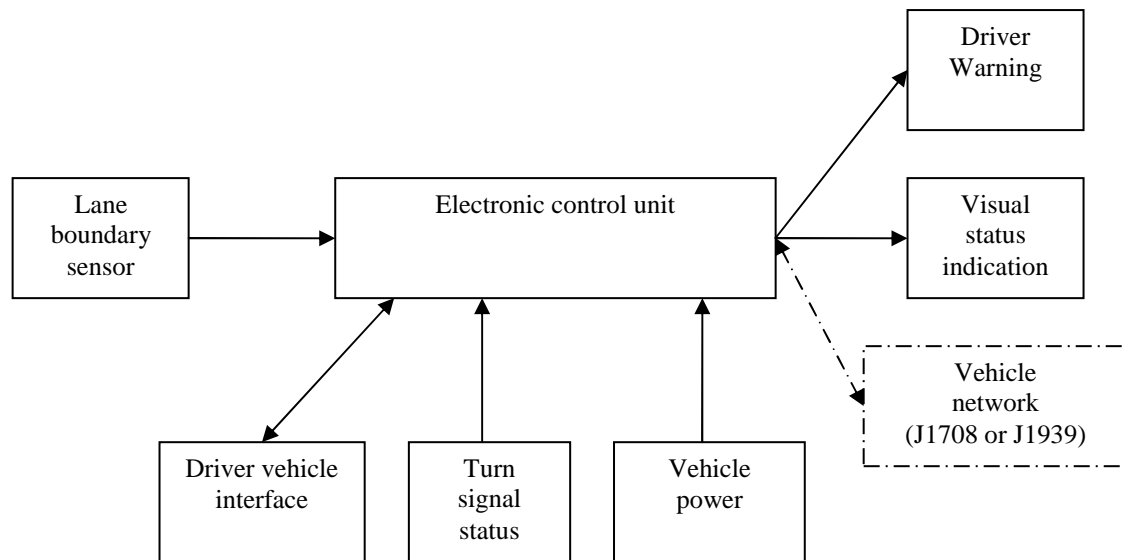 Driver
Warning
Lane
boundary
sensor
Electronic control unit
Visual
status
indication
Vehicle
network
(J1708 or J1939)
Driver vehicle
interface
Turn
signal
status
Vehicle
power